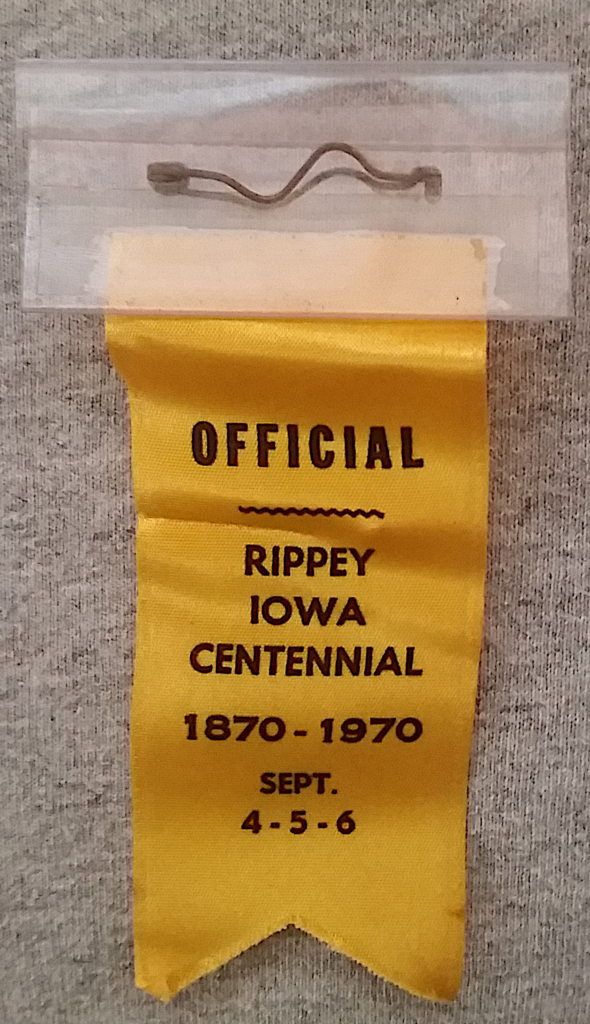 OFFICIAL
RIPPEY
IOWA
CENTENNIAL
1870 - 1970
SEPT.
4 - 5 - 6